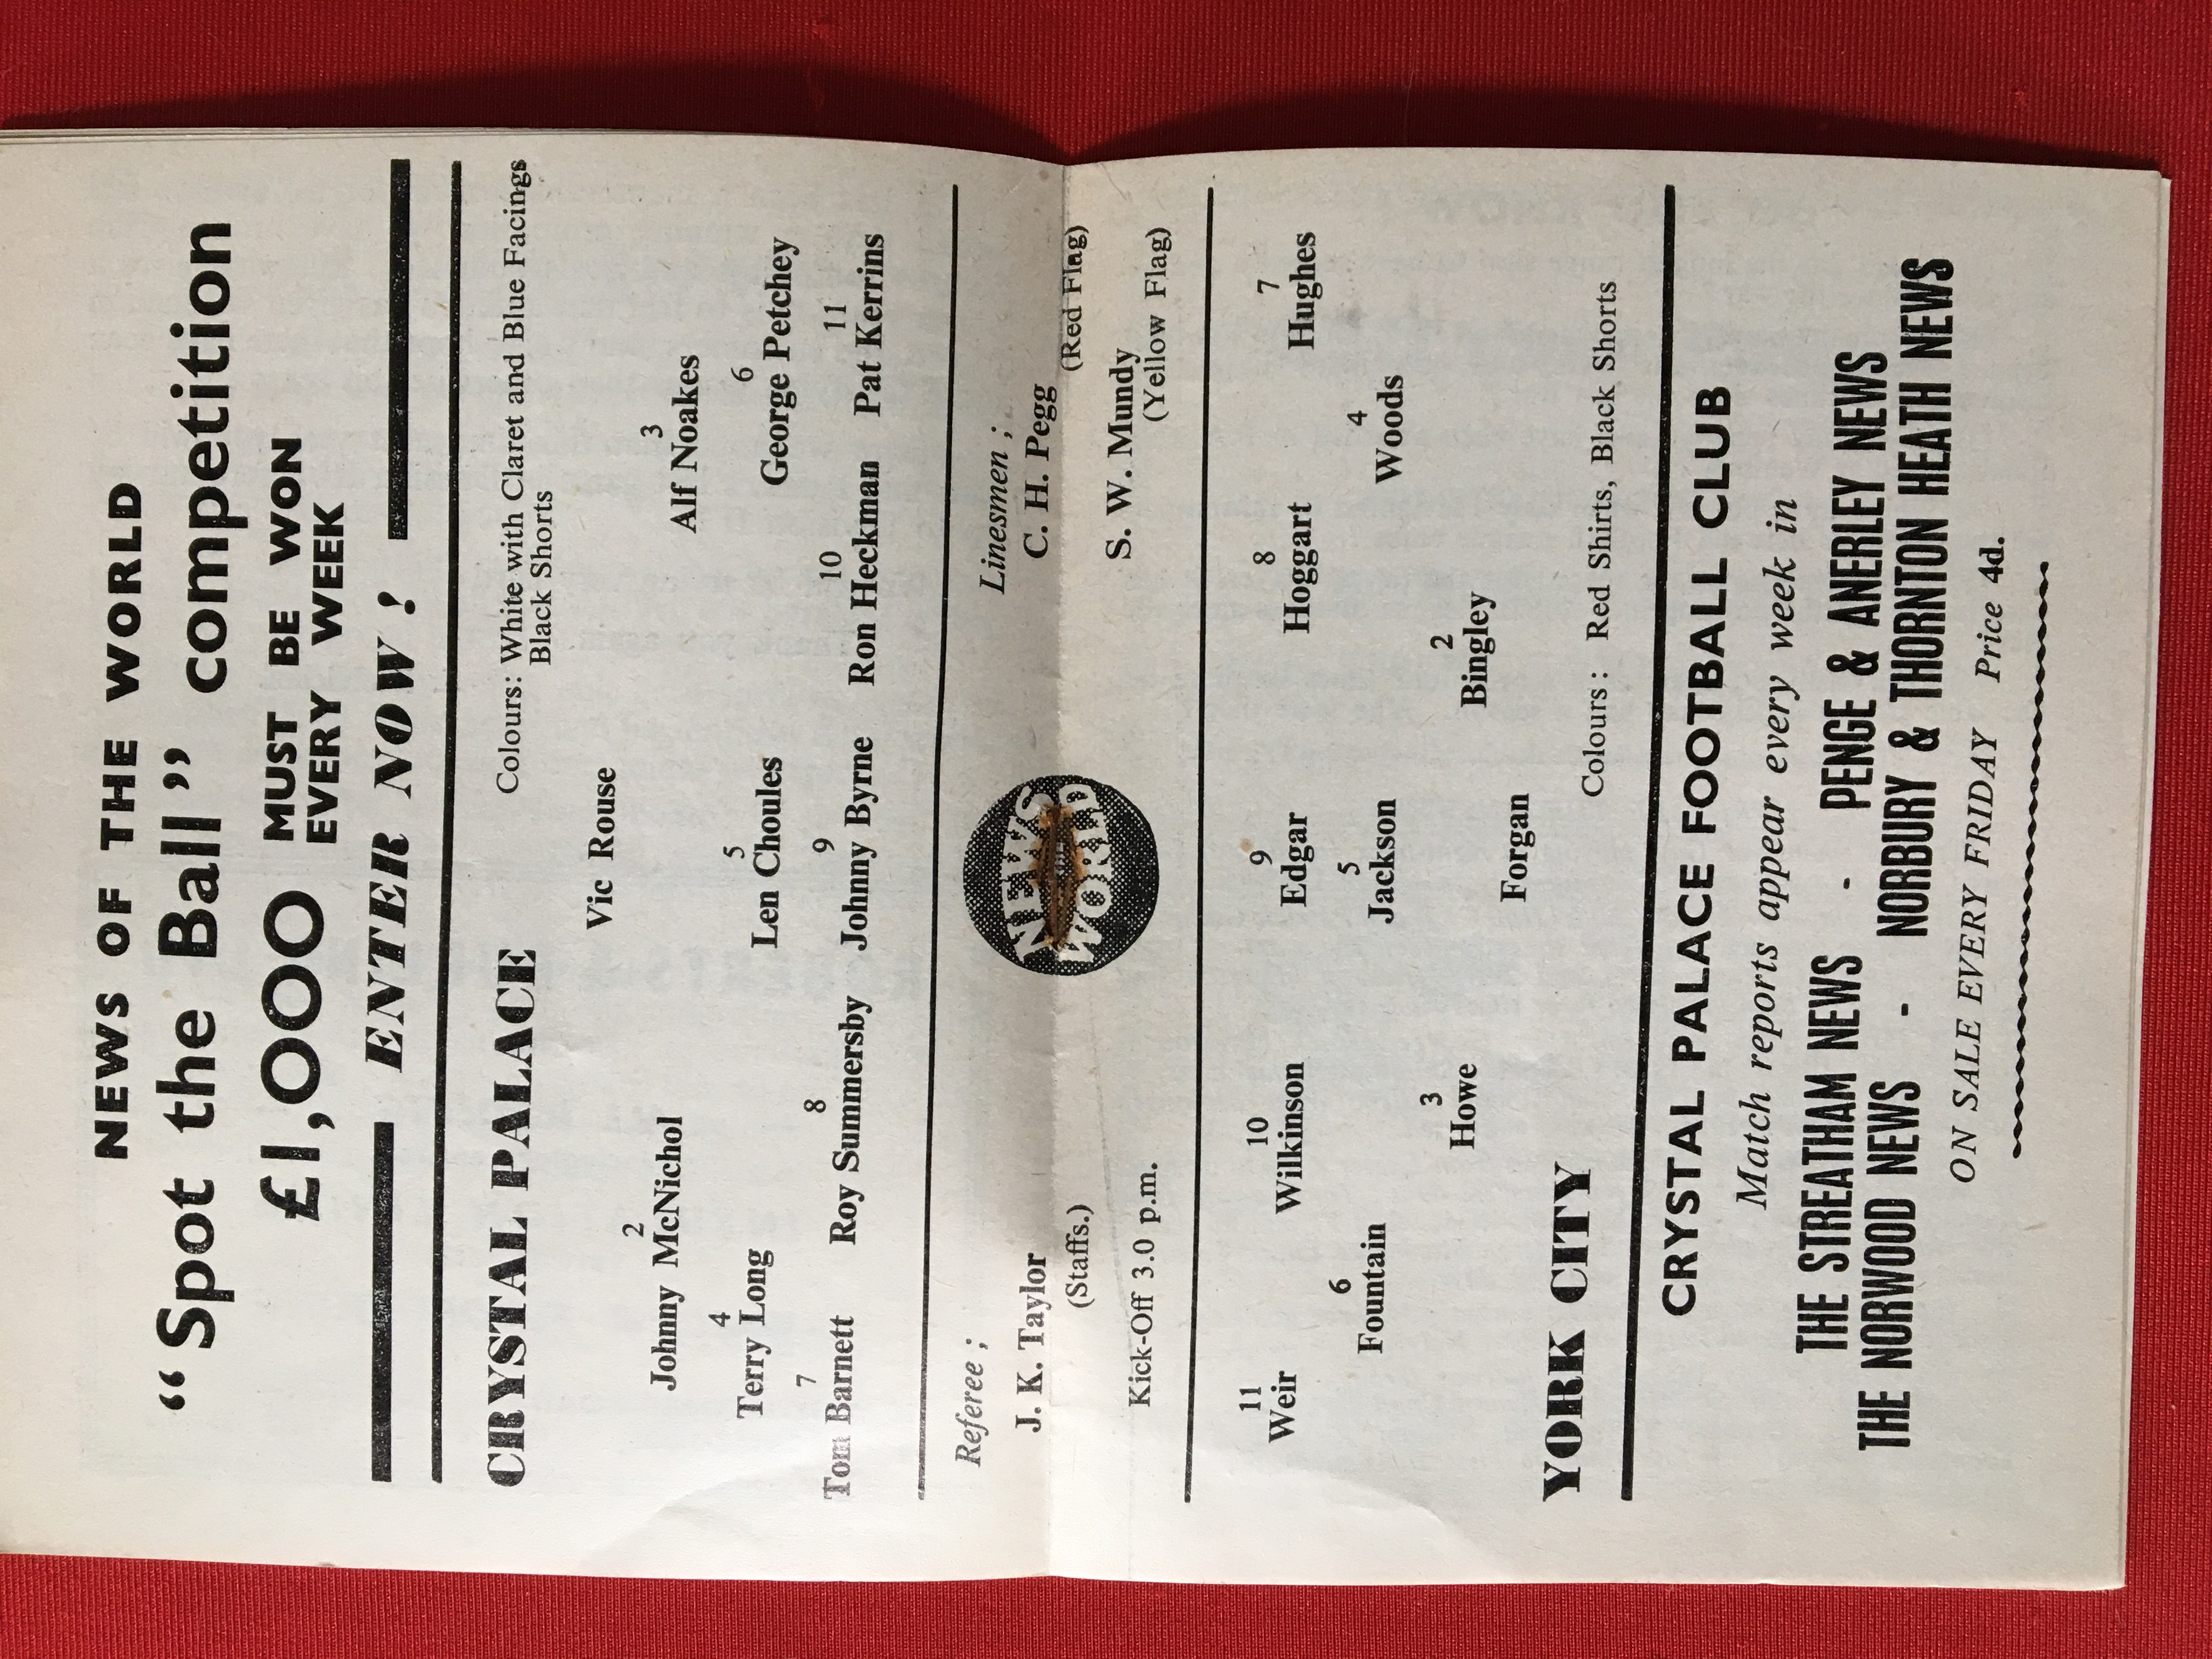 NEWS OF THE WORLD
“Spot the Ball” competition
£1,000 MUST BE WON
EVERY WEEK
ENTER NOW !
CRYSTAL PALACE
Colours: White with Claret and Blue Facings
Black Shorts
Vic Rouse
2 3
Johnny McNichol Alf Noakes
4 5 6
Terry Long Len Choules George Petchey
7 8 9 10 11
Tom Barnett Roy Summersby Johnny Byrne Ron Heckman Pat Kerrins
Referee ;
J. K. Taylor
(Staffs.)
Kick-Off 3.0 p.m.
NEWS
WORLD
Linesmen ;
C. H. Pegg
(Red Flag)
S. W. Mundy
(Yellow Flag)
11 10 9 8 7
Weir Wilkinson Edgar Hoggart Hughes
6 5 4
Fountain Jackson Woods
3 2
Howe Bingley
Forgan
YORK CITY
Colours : Red Shirts, Black Shorts
CRYSTAL PALACE FOOTBALL CLUB
Match reports appear every week in
THE STREATHAM NEWS - PENGE & ANERLEY NEWS
THE NORWOOD NEWS - NORBURY & THORNTON HEATH NEWS
ON SALE EVERY FRIDAY Price 4d.